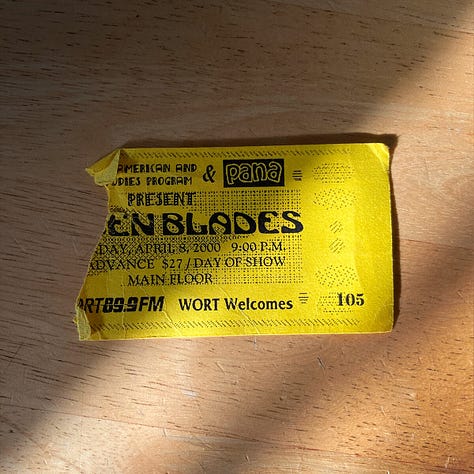 AMERICAN AND
DIES PROGRAM & pana
PRESENT
EN BLADES
DAY, APRIL 8, 2000 9:00 P.M.
ADVANCE $27 / DAY OF SHOW
MAIN FLOOR
RT89.9FM WORT Welcomes 105